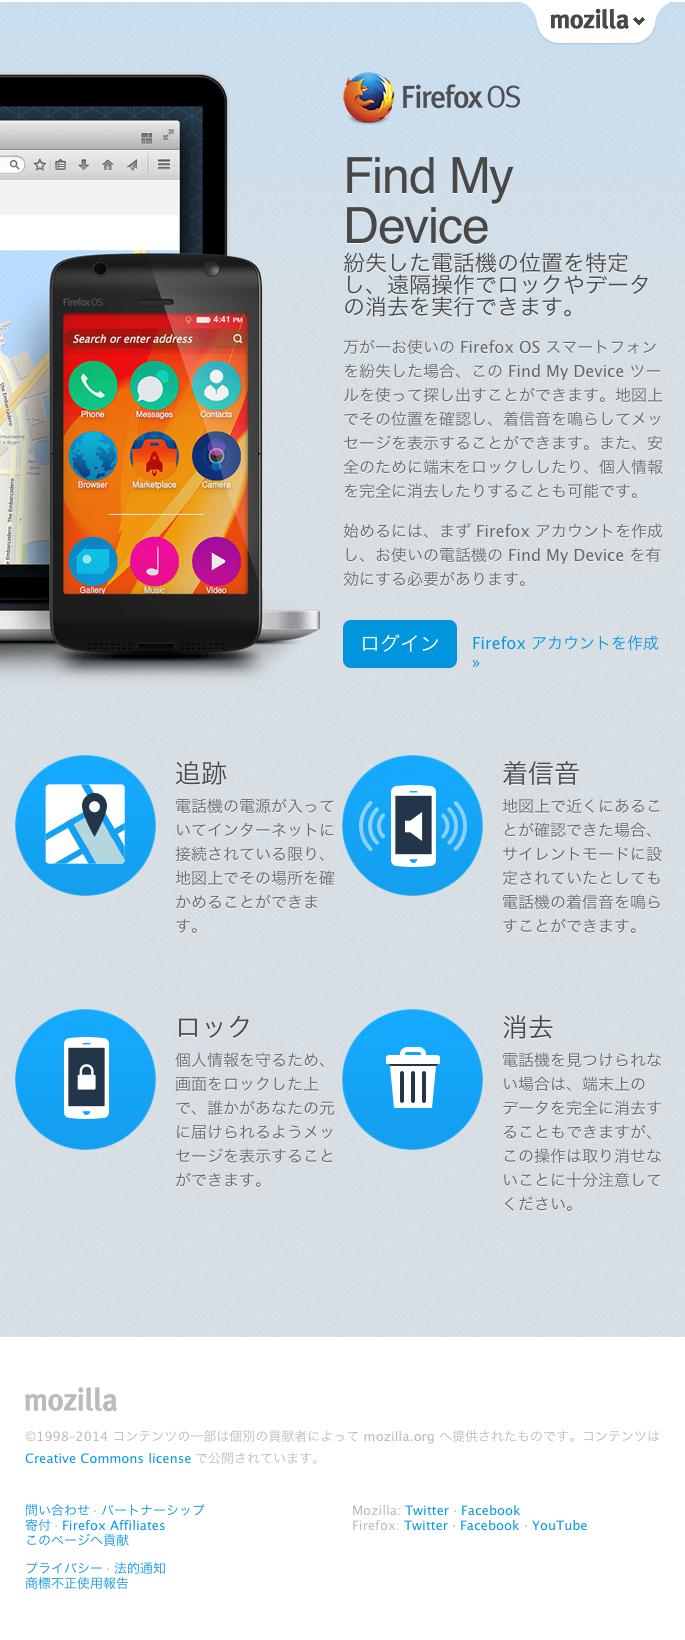 mozilla
Firefox OS
Find My
Device
紛失した電話機の位置を特定
し、遠隔操作でロックやデータ
の消去を実行できます。
万が一お使いの Firefox OS スマートフォン
を紛失した場合、この Find My Device ツー
ルを使って探し出すことができます。地図上
でその位置を確認し、着信音を鳴らしてメッ
セージを表示することができます。また、安
全のために端末をロックししたり、個人情報
を完全に消去したりすることも可能です。
始めるには、まず Firefox アカウントを作成
し、お使いの電話機の Find My Device を有
効にする必要があります。
ログイン
Firefox アカウントを作成
»
Firefox OS
4:41 PM
Search or enter address
Phone
Messages
Contacts
Browser
Marketplace
Camera
Gallery
Music
Video
The Embarcadero
The Embarcadero
追跡
電話機の電源が入って
いてインターネットに
接続されている限り、
地図上でその場所を確
かめることができま
す。
着信音
地図上で近くにあるこ
とが確認できた場合、
サイレントモードに設
定されていたとしても
電話機の着信音を鳴ら
すことができます。
ロック
個人情報を守るため、
画面をロックした上
で、誰かがあなたの元
に届けられるようメッ
セージを表示すること
ができます。
消去
電話機を見つけられな
い場合は、端末上の
データを完全に消去す
ることもできますが、
この操作は取り消せな
いことに十分注意して
ください。
mozilla
©1998–2014 コンテンツの一部は個別の貢献者によって mozilla.org へ提供されたものです。コンテンツは
Creative Commons license で公開されています。
問い合わせ · パートナーシップ
寄付 · Firefox Affiliates
このページへ貢献
プライバシー · 法的通知
商標不正使用報告
Mozilla: Twitter · Facebook
Firefox: Twitter · Facebook · YouTube